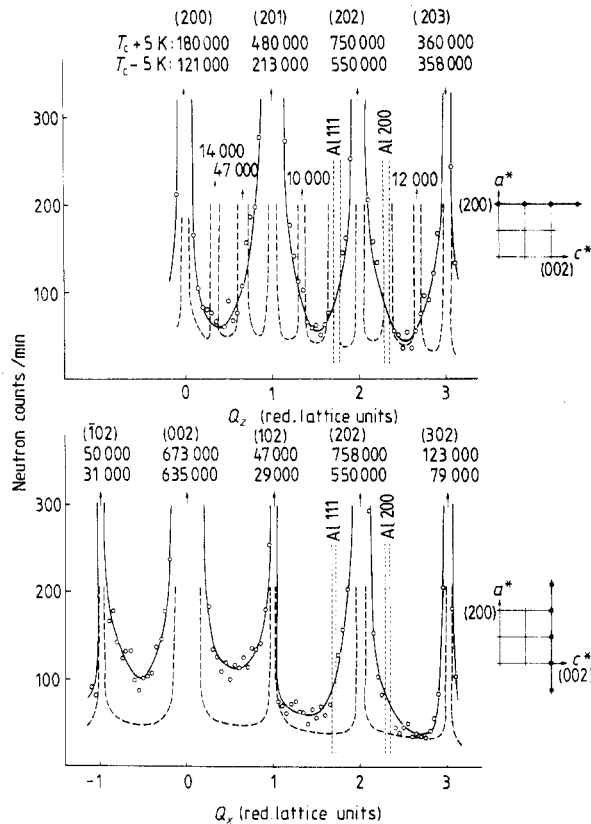 (200) (201) (202) (203)
T_c + 5 K: 180 000 480 000 750 000 360 000
T_c − 5 K: 121 000 213 000 550 000 358 000
300
200
100
14 000
47 000
10 000
Al 111
Al 200
12 000
a*
(200)
c*
(002)
0 1 2 3
Q_z (red. lattice units)
Neutron counts / min
(1̄02) (002) (102) (202) (302)
50 000 673 000 47 000 758 000 123 000
31 000 635 000 29 000 550 000 79 000
300
200
100
Al 111
Al 200
a*
(200)
c*
(002)
-1 0 1 2 3
Q_x (red. lattice units)